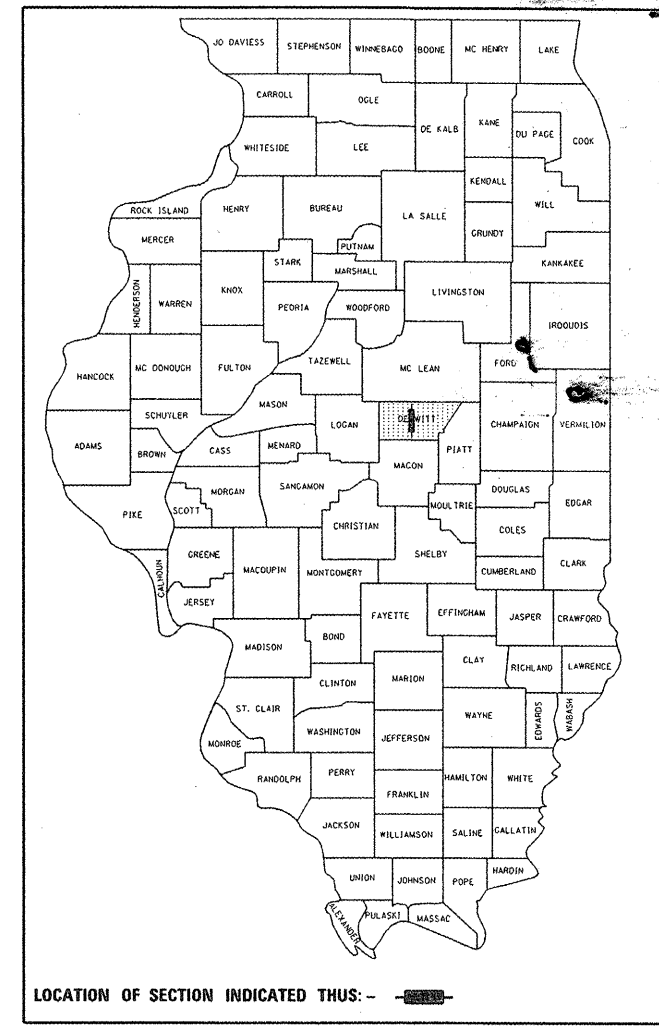 JO DAVIESS STEPHENSON WINNEBAGO BOONE MC HENRY LAKE
CARROLL OGLE DE KALB KANE DU PAGE COOK
WHITESIDE LEE
KENDALL
ROCK ISLAND HENRY BUREAU LA SALLE WILL
MERCER PUTNAM GRUNDY
STARK MARSHALL KANKAKEE
HENDERSON WARREN KNOX PEORIA WOODFORD LIVINGSTON IROQUOIS
HANCOCK MC DONOUGH FULTON TAZEWELL MC LEAN FORD
SCHUYLER MASON LOGAN DE WITT CHAMPAIGN VERMILION
ADAMS BROWN CASS MENARD MACON PIATT
PIKE SCOTT MORGAN SANGAMON CHRISTIAN MOULTRIE DOUGLAS EDGAR
COLES
CALHOUN GREENE MACOUPIN MONTGOMERY SHELBY CUMBERLAND CLARK
JERSEY FAYETTE EFFINGHAM JASPER CRAWFORD
MADISON BOND
CLAY RICHLAND LAWRENCE
CLINTON MARION
ST. CLAIR WAYNE EDWARDS WABASH
MONROE WASHINGTON JEFFERSON
RANDOLPH PERRY HAMILTON WHITE
FRANKLIN
JACKSON WILLIAMSON SALINE GALLATIN
UNION JOHNSON POPE HARDIN
ALEXANDER PULASKI MASSAC
LOCATION OF SECTION INDICATED THUS: –